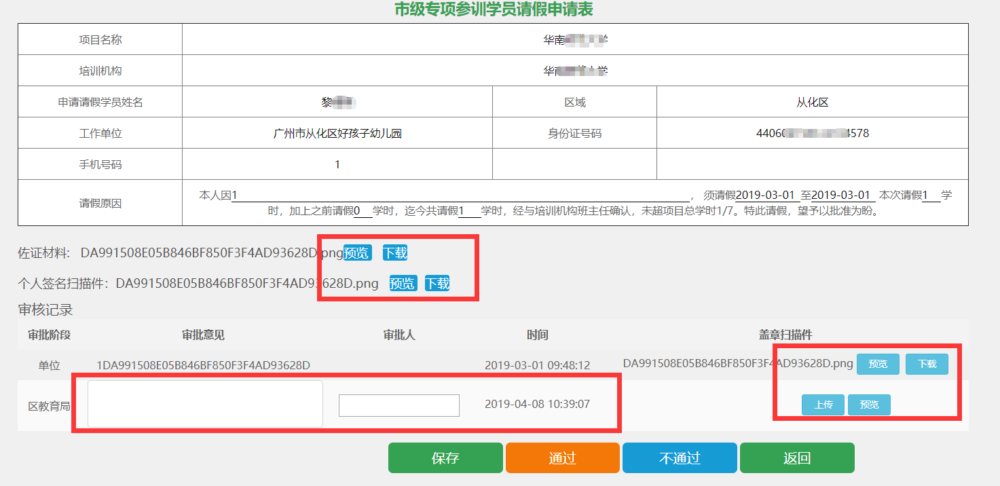 市级专项参训学员请假申请表
项目名称 华南 学
培训机构 华南 大学
申请请假学员姓名 黎 区域 从化区
工作单位 广州市从化区好孩子幼儿园 身份证号码 4406 4578
手机号码 1
请假原因 本人因1 ， 须请假2019-03-01 至2019-03-01 本次请假1 学
时，加上之前请假0 学时，迄今共请假1 学时，经与培训机构班主任确认，未超项目总学时1/7。特此请假，望予以批准为盼。
佐证材料： DA991508E05B846BF850F3F4AD93628D.png预览 下载
个人签名扫描件：DA991508E05B846BF850F3F4AD93628D.png 预览 下载
审核记录
审批阶段 审批意见 审批人 时间 盖章扫描件
单位 1DA991508E05B846BF850F3F4AD93628D 2019-03-01 09:48:12 DA991508E05B846BF850F3F4AD93628D.png 预览 下载
区教育局 2019-04-08 10:39:07 上传 预览
保存 通过 不通过 返回